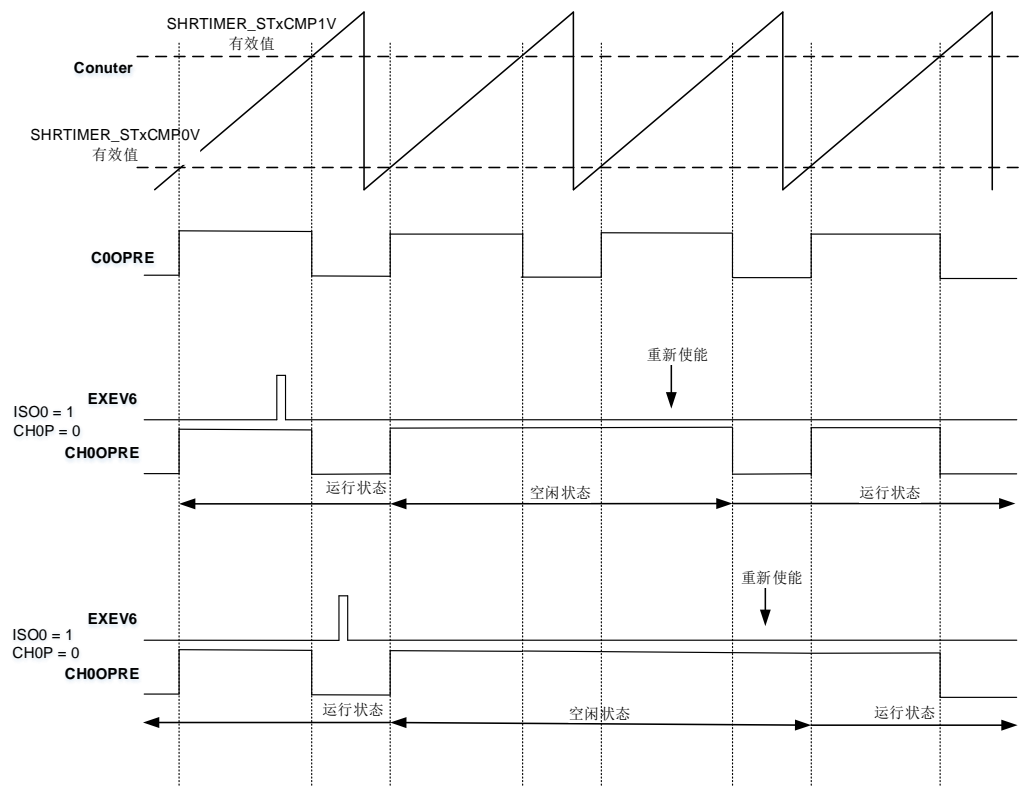 SHRTIMER_STxCMP1V
有效值
Conuter
SHRTIMER_STxCMP0V
有效值
C0OPRE
重新使能
EXEV6
ISO0 = 1
CH0P = 0
CH0OPRE
运行状态
空闲状态
运行状态
重新使能
EXEV6
ISO0 = 1
CH0P = 0
CH0OPRE
运行状态
空闲状态
运行状态